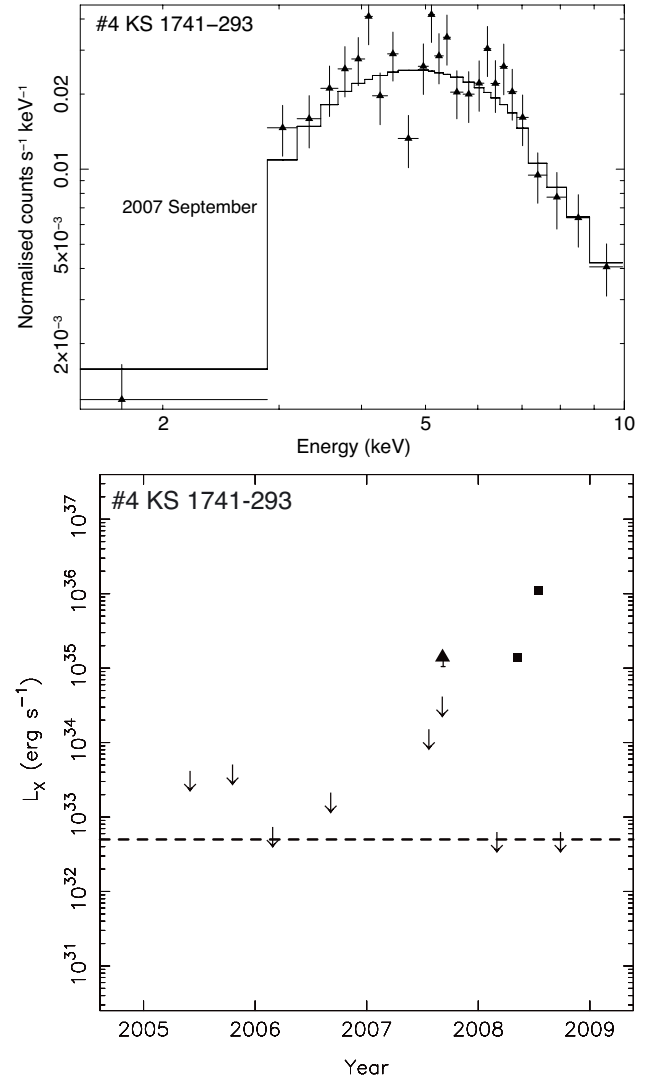 #4 KS 1741−293
Normalised counts s⁻¹ keV⁻¹
0.02
0.01
5×10⁻³
2×10⁻³
2007 September
2 5 10
Energy (keV)
#4 KS 1741-293
L_X (erg s⁻¹)
10³⁷
10³⁶
10³⁵
10³⁴
10³³
10³²
10³¹
2005 2006 2007 2008 2009
Year